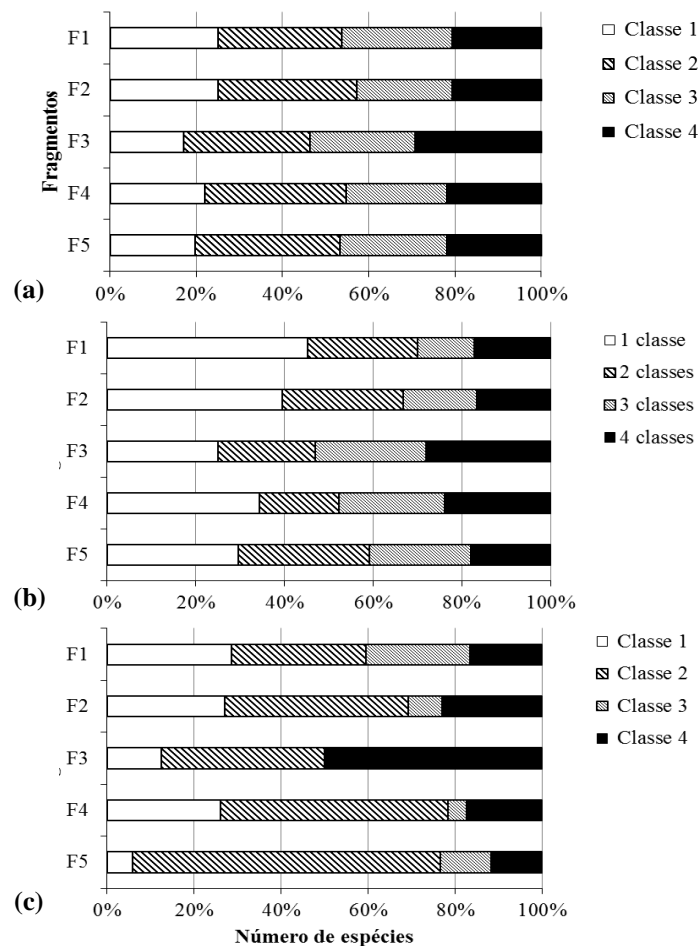 Fragmentos
F1
F2
F3
F4
F5
0% 20% 40% 60% 80% 100%
Classe 1
Classe 2
Classe 3
Classe 4
(a)
F1
F2
F3
F4
F5
0% 20% 40% 60% 80% 100%
1 classe
2 classes
3 classes
4 classes
(b)
F1
F2
F3
F4
F5
0% 20% 40% 60% 80% 100%
Número de espécies
Classe 1
Classe 2
Classe 3
Classe 4
(c)